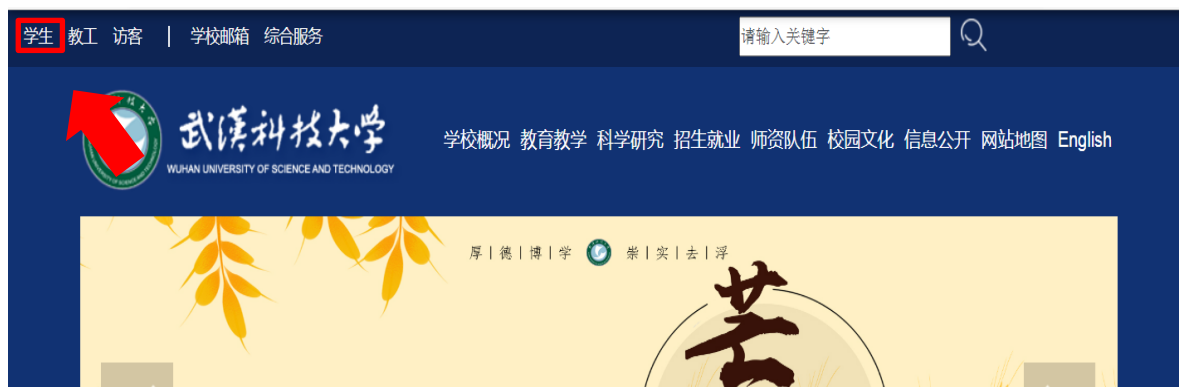 学生 教工 访客 | 学校邮箱 综合服务
请输入关键字
武漢科技大学
WUHAN UNIVERSITY OF SCIENCE AND TECHNOLOGY
学校概况 教育教学 科学研究 招生就业 师资队伍 校园文化 信息公开 网站地图 English
厚|德|博|学 崇|实|去|浮